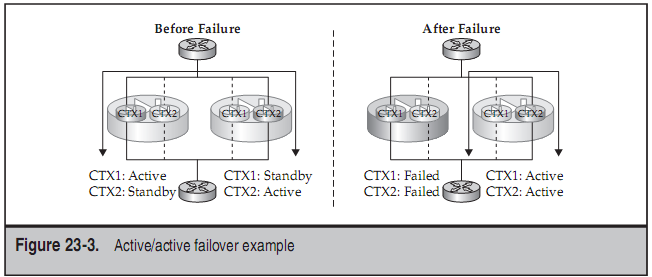 Before Failure
After Failure
CTX1 CTX2
CTX1 CTX2
CTX1 CTX2
CTX1 CTX2
CTX1: Active
CTX2: Standby
CTX1: Standby
CTX2: Active
CTX1: Failed
CTX2: Failed
CTX1: Active
CTX2: Active
Figure 23-3. Active/active failover example